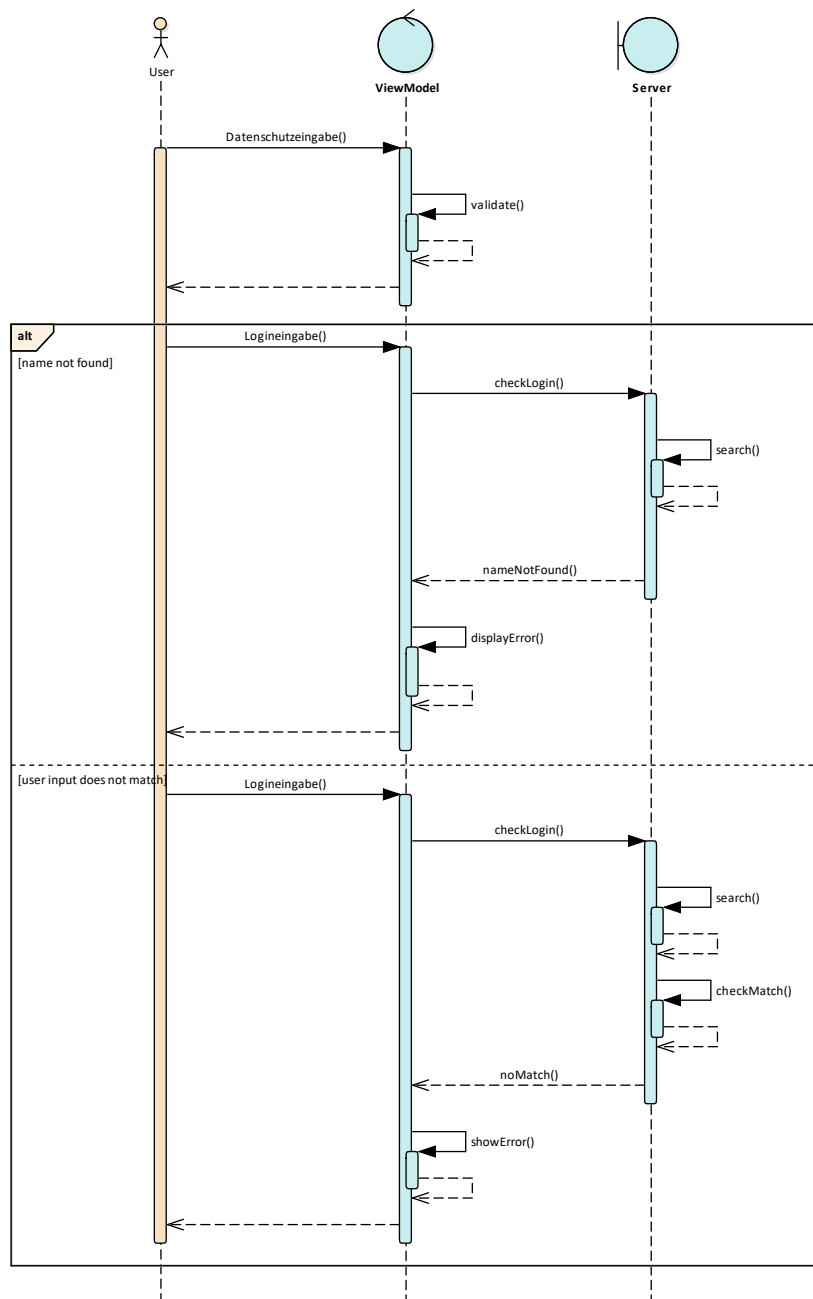 User
ViewModel
Server
Datenschutzeingabe()
validate()
alt
Logineingabe()
[name not found]
checkLogin()
search()
nameNotFound()
displayError()
[user input does not match]
Logineingabe()
checkLogin()
search()
checkMatch()
noMatch()
showError()